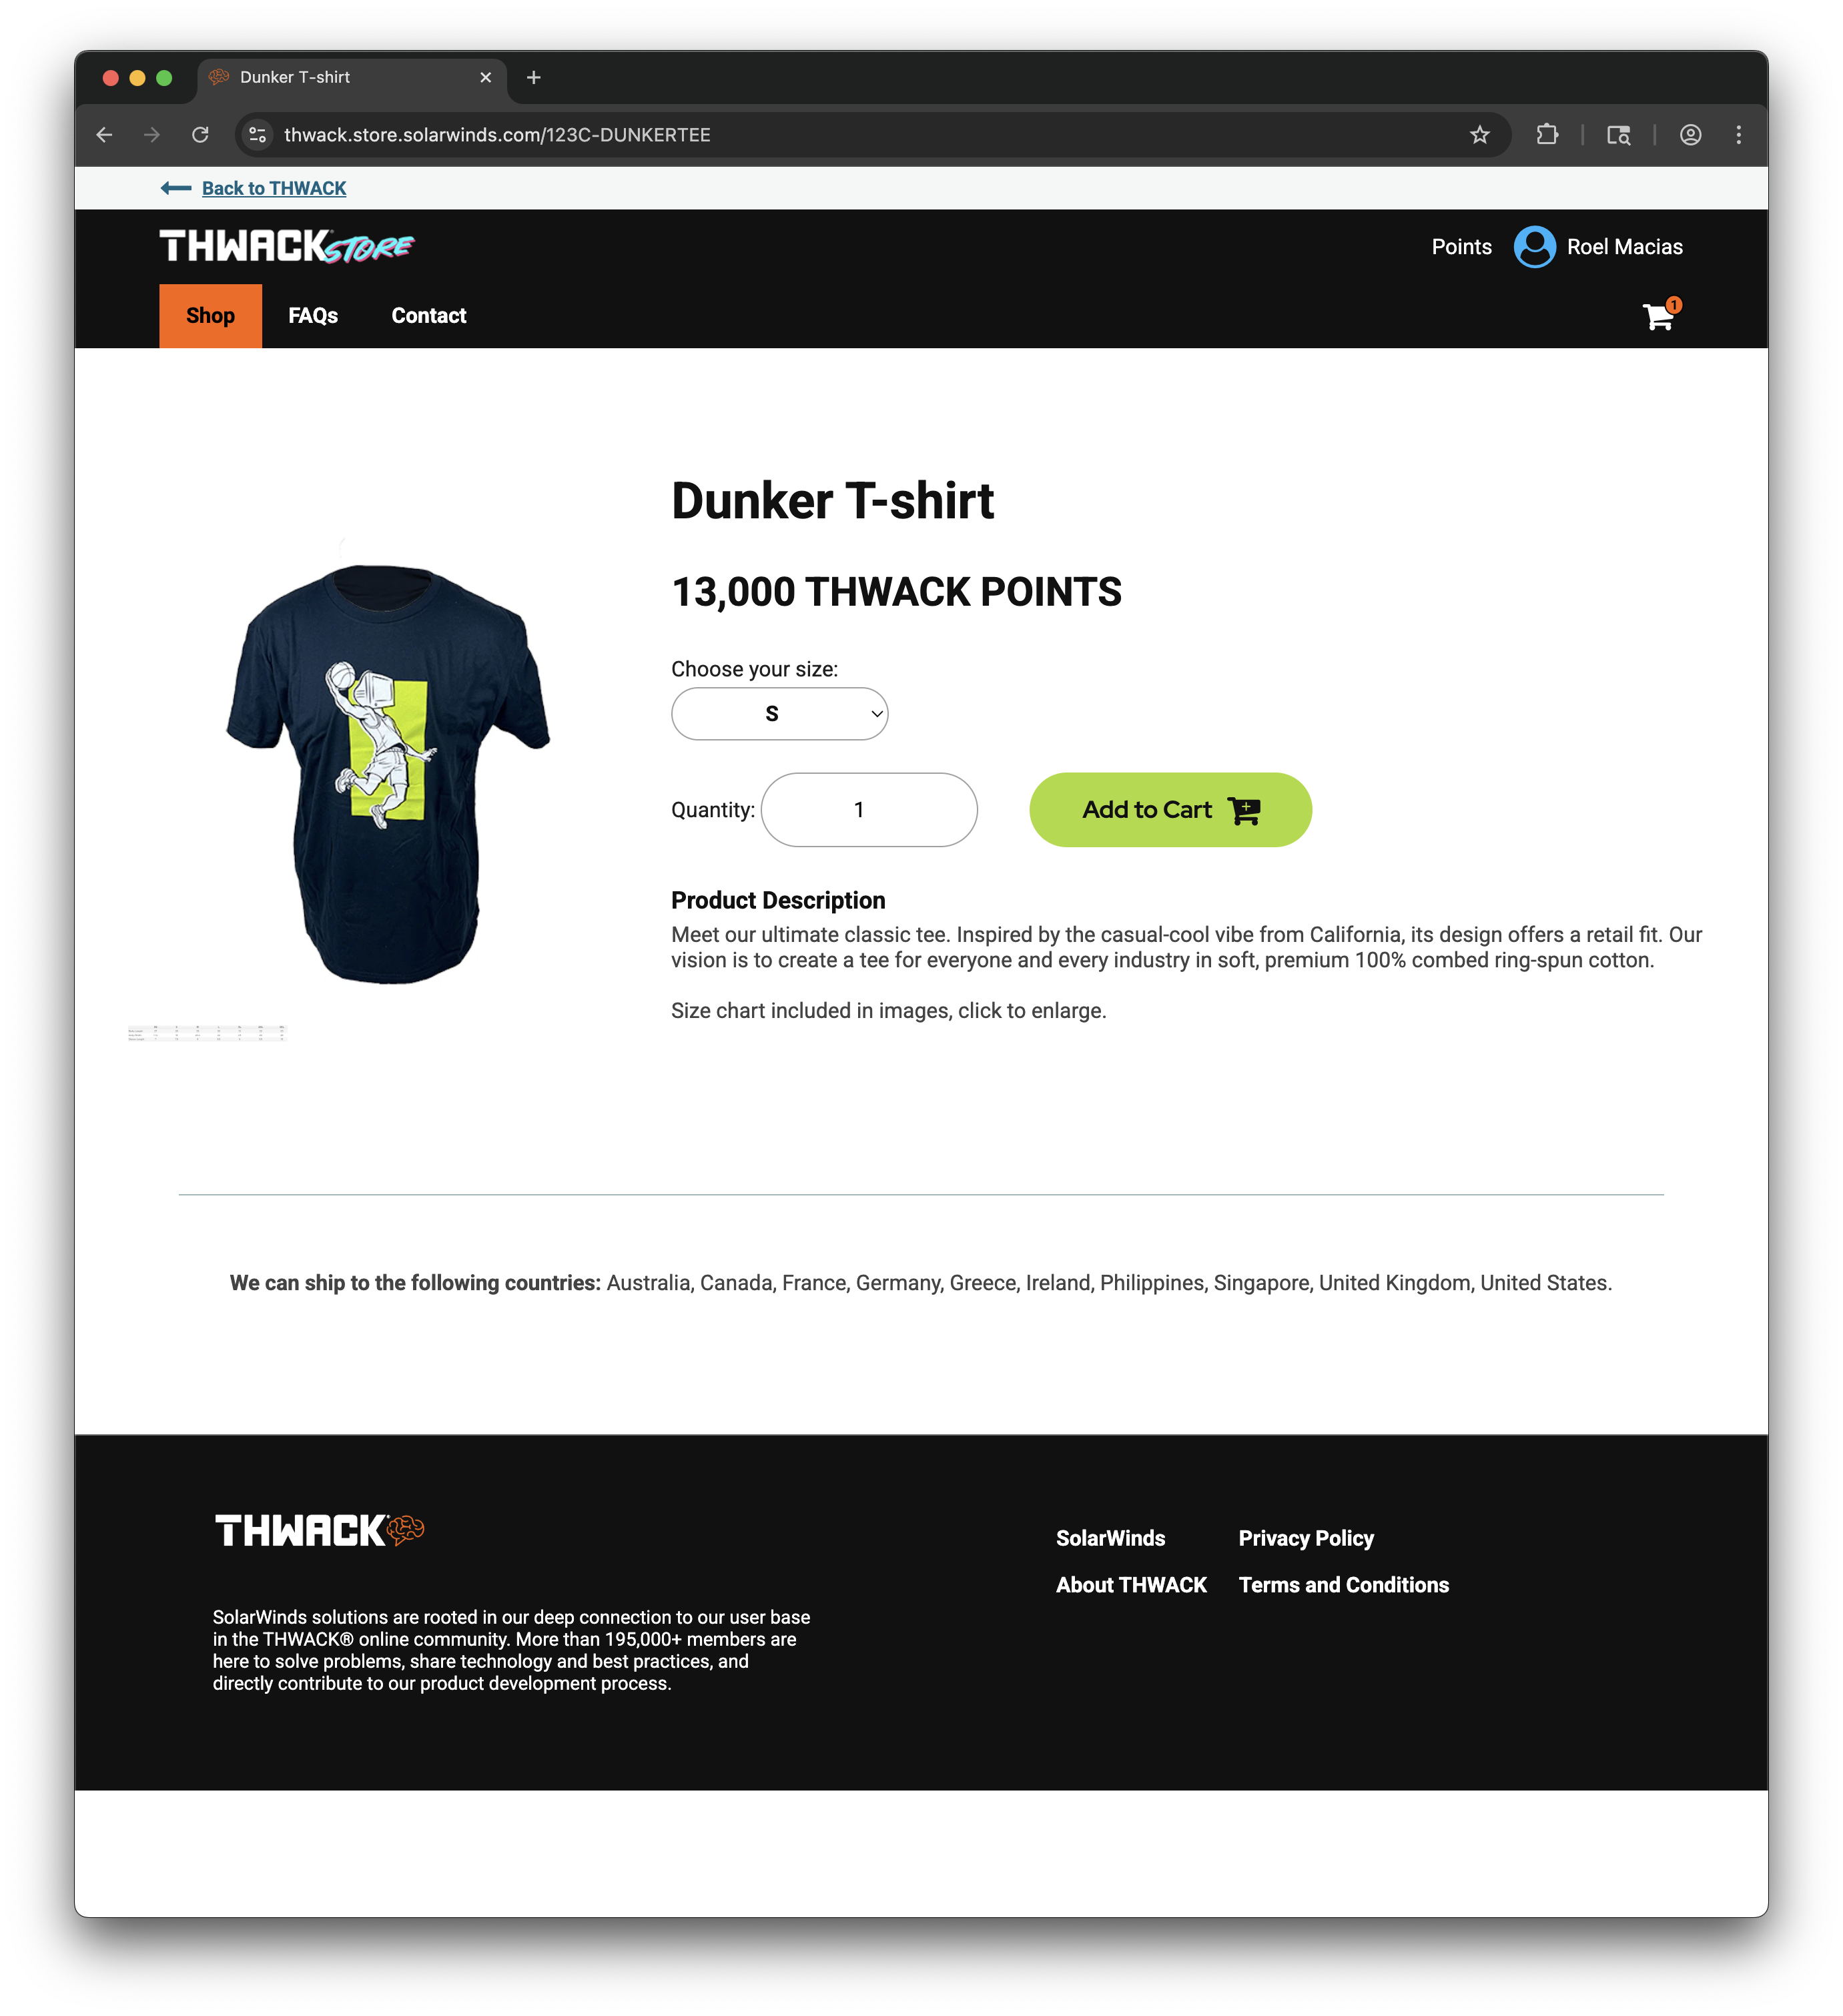 Dunker T-shirt
thwack.store.solarwinds.com/123C-DUNKERTEE
Back to THWACK
THWACK STORE
Points
Roel Macias
Shop
FAQs
Contact
1
Dunker T-shirt
13,000 THWACK POINTS
Choose your size:
S
Quantity: 1
Add to Cart
Product Description
Meet our ultimate classic tee. Inspired by the casual-cool vibe from California, its design offers a retail fit. Our
vision is to create a tee for everyone and every industry in soft, premium 100% combed ring-spun cotton.
Size chart included in images, click to enlarge.
We can ship to the following countries: Australia, Canada, France, Germany, Greece, Ireland, Philippines, Singapore, United Kingdom, United States.
THWACK
SolarWinds solutions are rooted in our deep connection to our user base
in the THWACK® online community. More than 195,000+ members are
here to solve problems, share technology and best practices, and
directly contribute to our product development process.
SolarWinds
Privacy Policy
About THWACK
Terms and Conditions